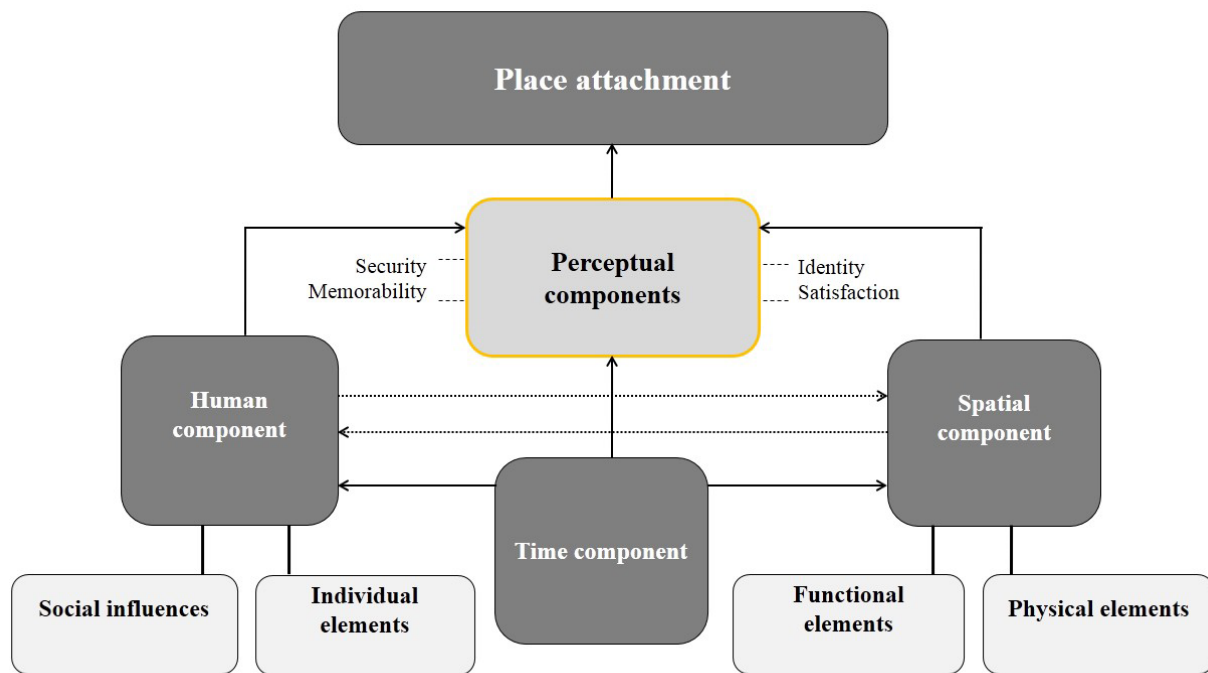 Place attachment
Perceptual
components
Security
Memorability
Identity
Satisfaction
Human
component
Spatial
component
Time component
Social influences
Individual
elements
Functional
elements
Physical elements